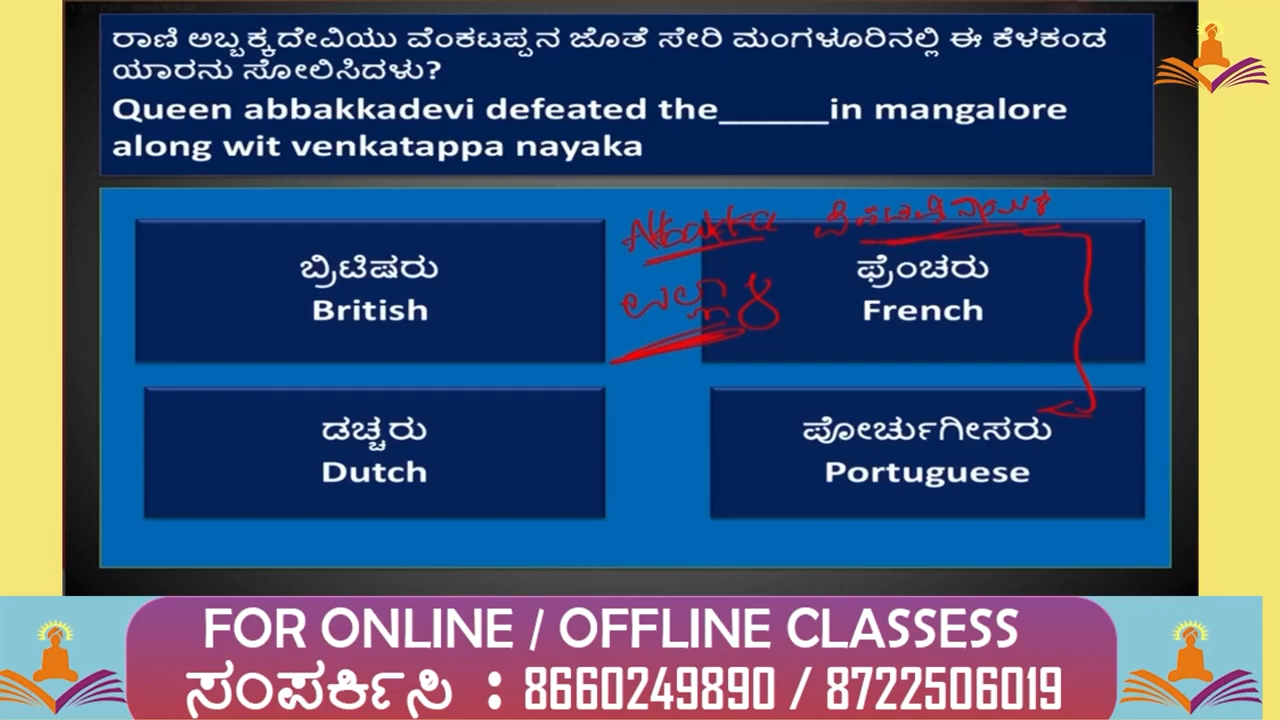 ರಾಣಿ ಅಬ್ಬಕ್ಕದೇವಿಯು ವೆಂಕಟಪ್ಪನ ಜೊತೆ ಸೇರಿ ಮಂಗಳೂರಿನಲ್ಲಿ ಈ ಕೆಳಕಂಡ
ಯಾರನು ಸೋಲಿಸಿದಳು?
Queen abbakkadevi defeated the______in mangalore
along wit venkatappa nayaka
Abbakka
ಬ್ರಿಟಿಷರು
British
ಫ್ರೆಂಚರು
French
ಡಚ್ಚರು
Dutch
ಪೋರ್ಚುಗೀಸರು
Portuguese
FOR ONLINE / OFFLINE CLASSESS
ಸಂಪರ್ಕಿಸಿ : 8660249890 / 8722506019